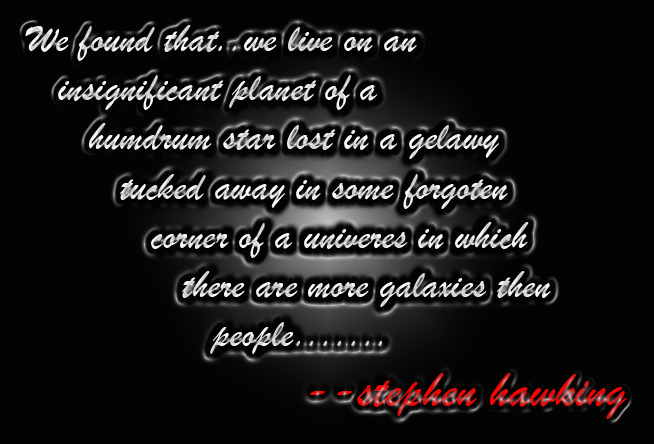 We found that...we live on an
insignificant planet of a
humdrum star lost in a gelawy
tucked away in some forgoten
corner of a univeres in which
there are more galaxies then
people........
- - stephen hawking